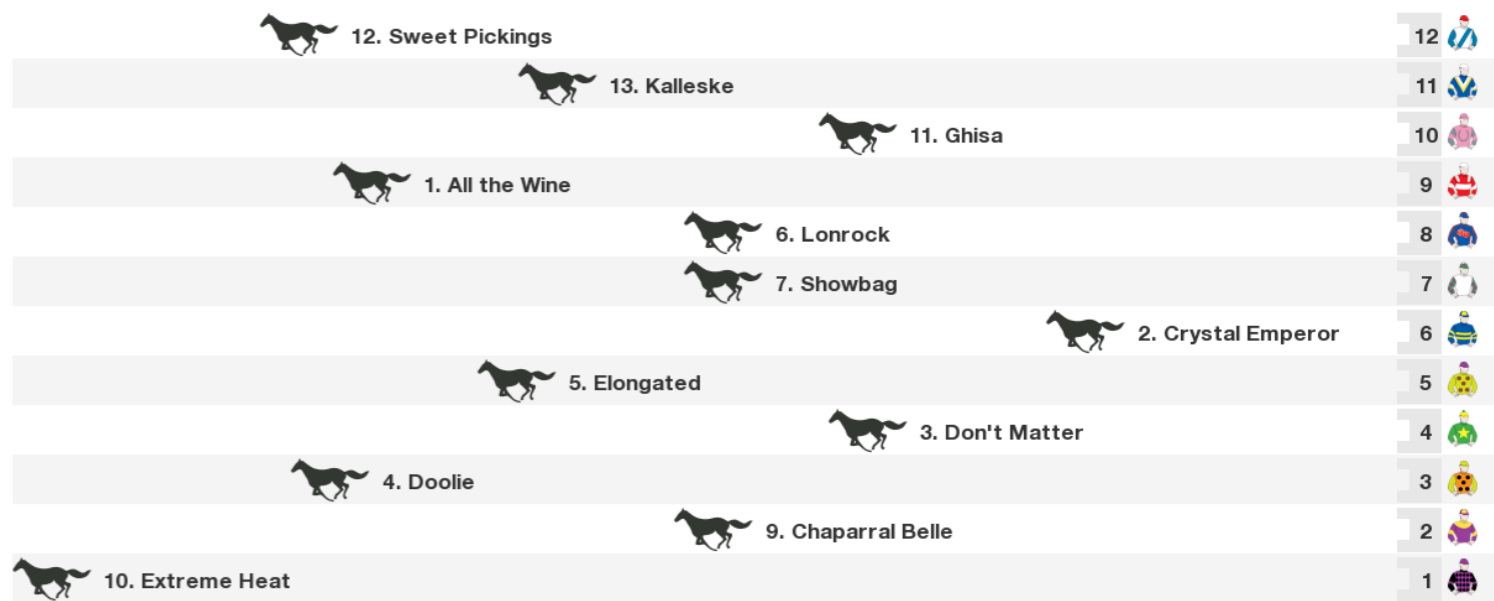 12. Sweet Pickings 12
13. Kalleske 11
11. Ghisa 10
1. All the Wine 9
6. Lonrock 8
7. Showbag 7
2. Crystal Emperor 6
5. Elongated 5
3. Don't Matter 4
4. Doolie 3
9. Chaparral Belle 2
10. Extreme Heat 1